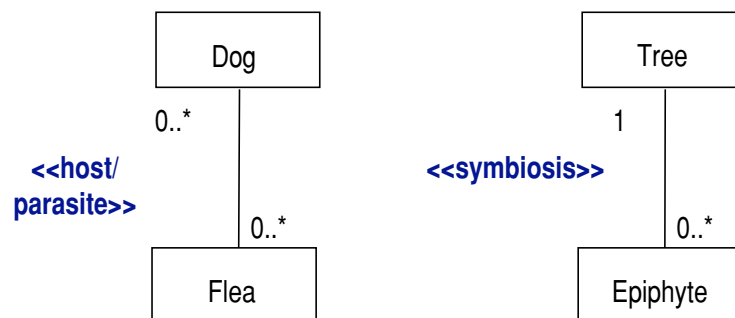 Dog
0..*
<<host/
parasite>>
0..*
Flea
Tree
1
<<symbiosis>>
0..*
Epiphyte